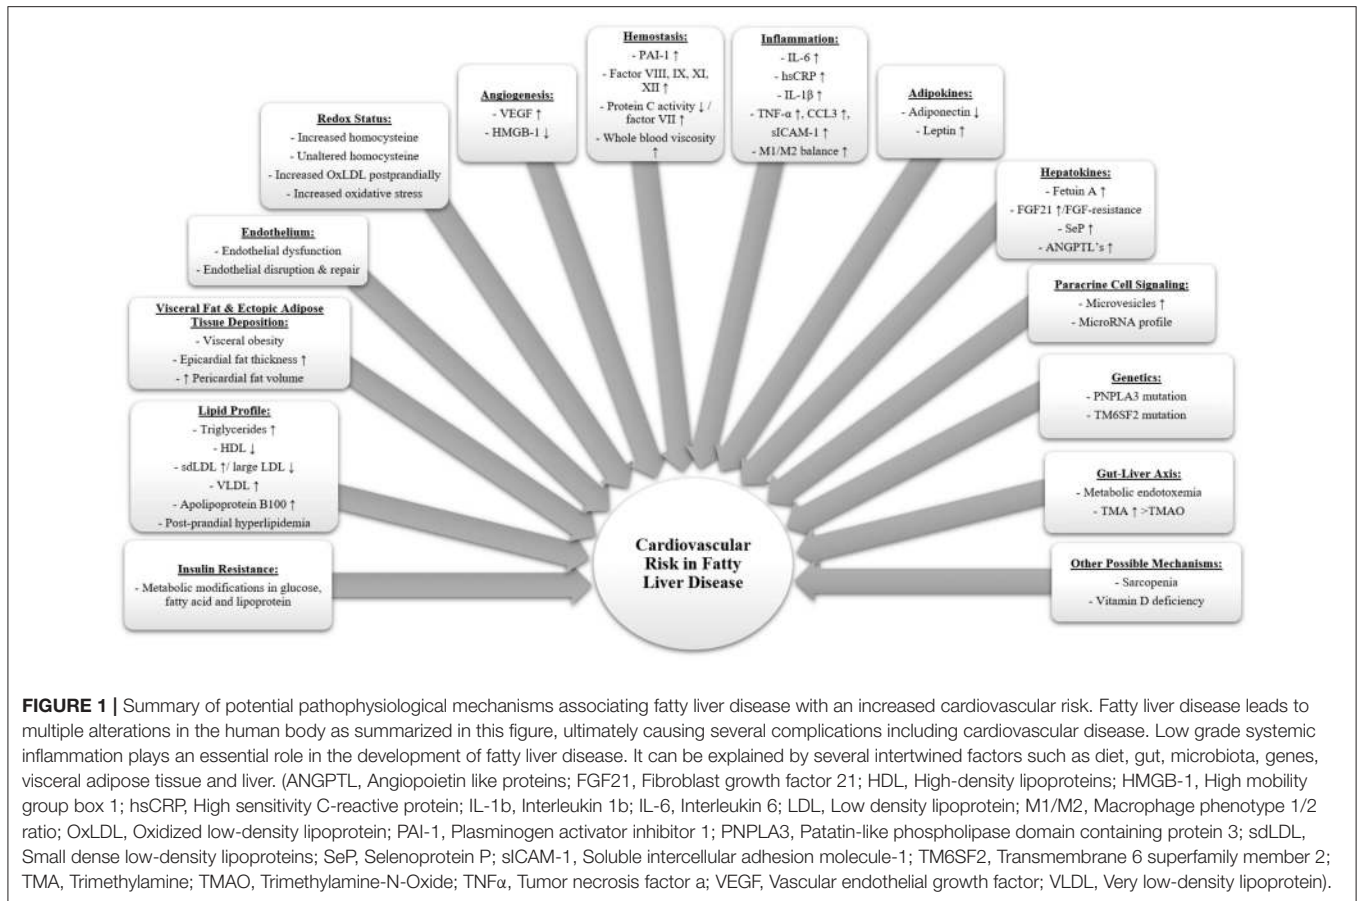 Hemostasis:
- PAI-1 ↑
- Factor VIII, IX, XI,
XII ↑
- Protein C activity ↓ /
factor VII ↑
- Whole blood viscosity
↑
Inflammation:
- IL-6 ↑
- hsCRP ↑
- IL-1β ↑
- TNF-α ↑, CCL3 ↑,
sICAM-1 ↑
- M1/M2 balance ↑
Angiogenesis:
- VEGF ↑
- HMGB-1 ↓
Adipokines:
- Adiponectin ↓
- Leptin ↑
Redox Status:
- Increased homocysteine
- Unaltered homocysteine
- Increased OxLDL postprandially
- Increased oxidative stress
Hepatokines:
- Fetuin A ↑
- FGF21 ↑/FGF-resistance
- SeP ↑
- ANGPTL's ↑
Endothelium:
- Endothelial dysfunction
- Endothelial disruption & repair
Paracrine Cell Signaling:
- Microvesicles ↑
- MicroRNA profile
Visceral Fat & Ectopic Adipose
Tissue Deposition:
- Visceral obesity
- Epicardial fat thickness ↑
- ↑ Pericardial fat volume
Genetics:
- PNPLA3 mutation
- TM6SF2 mutation
Lipid Profile:
- Triglycerides ↑
- HDL ↓
- sdLDL ↑/ large LDL ↓
- VLDL ↑
- Apolipoprotein B100 ↑
- Post-prandial hyperlipidemia
Gut-Liver Axis:
- Metabolic endotoxemia
- TMA ↑ >TMAO
Insulin Resistance:
- Metabolic modifications in glucose,
fatty acid and lipoprotein
Cardiovascular
Risk in Fatty
Liver Disease
Other Possible Mechanisms:
- Sarcopenia
- Vitamin D deficiency
FIGURE 1 | Summary of potential pathophysiological mechanisms associating fatty liver disease with an increased cardiovascular risk. Fatty liver disease leads to
multiple alterations in the human body as summarized in this figure, ultimately causing several complications including cardiovascular disease. Low grade systemic
inflammation plays an essential role in the development of fatty liver disease. It can be explained by several intertwined factors such as diet, gut, microbiota, genes,
visceral adipose tissue and liver. (ANGPTL, Angiopoietin like proteins; FGF21, Fibroblast growth factor 21; HDL, High-density lipoproteins; HMGB-1, High mobility
group box 1; hsCRP, High sensitivity C-reactive protein; IL-1b, Interleukin 1b; IL-6, Interleukin 6; LDL, Low density lipoprotein; M1/M2, Macrophage phenotype 1/2
ratio; OxLDL, Oxidized low-density lipoprotein; PAI-1, Plasminogen activator inhibitor 1; PNPLA3, Patatin-like phospholipase domain containing protein 3; sdLDL,
Small dense low-density lipoproteins; SeP, Selenoprotein P; sICAM-1, Soluble intercellular adhesion molecule-1; TM6SF2, Transmembrane 6 superfamily member 2;
TMA, Trimethylamine; TMAO, Trimethylamine-N-Oxide; TNFα, Tumor necrosis factor a; VEGF, Vascular endothelial growth factor; VLDL, Very low-density lipoprotein).